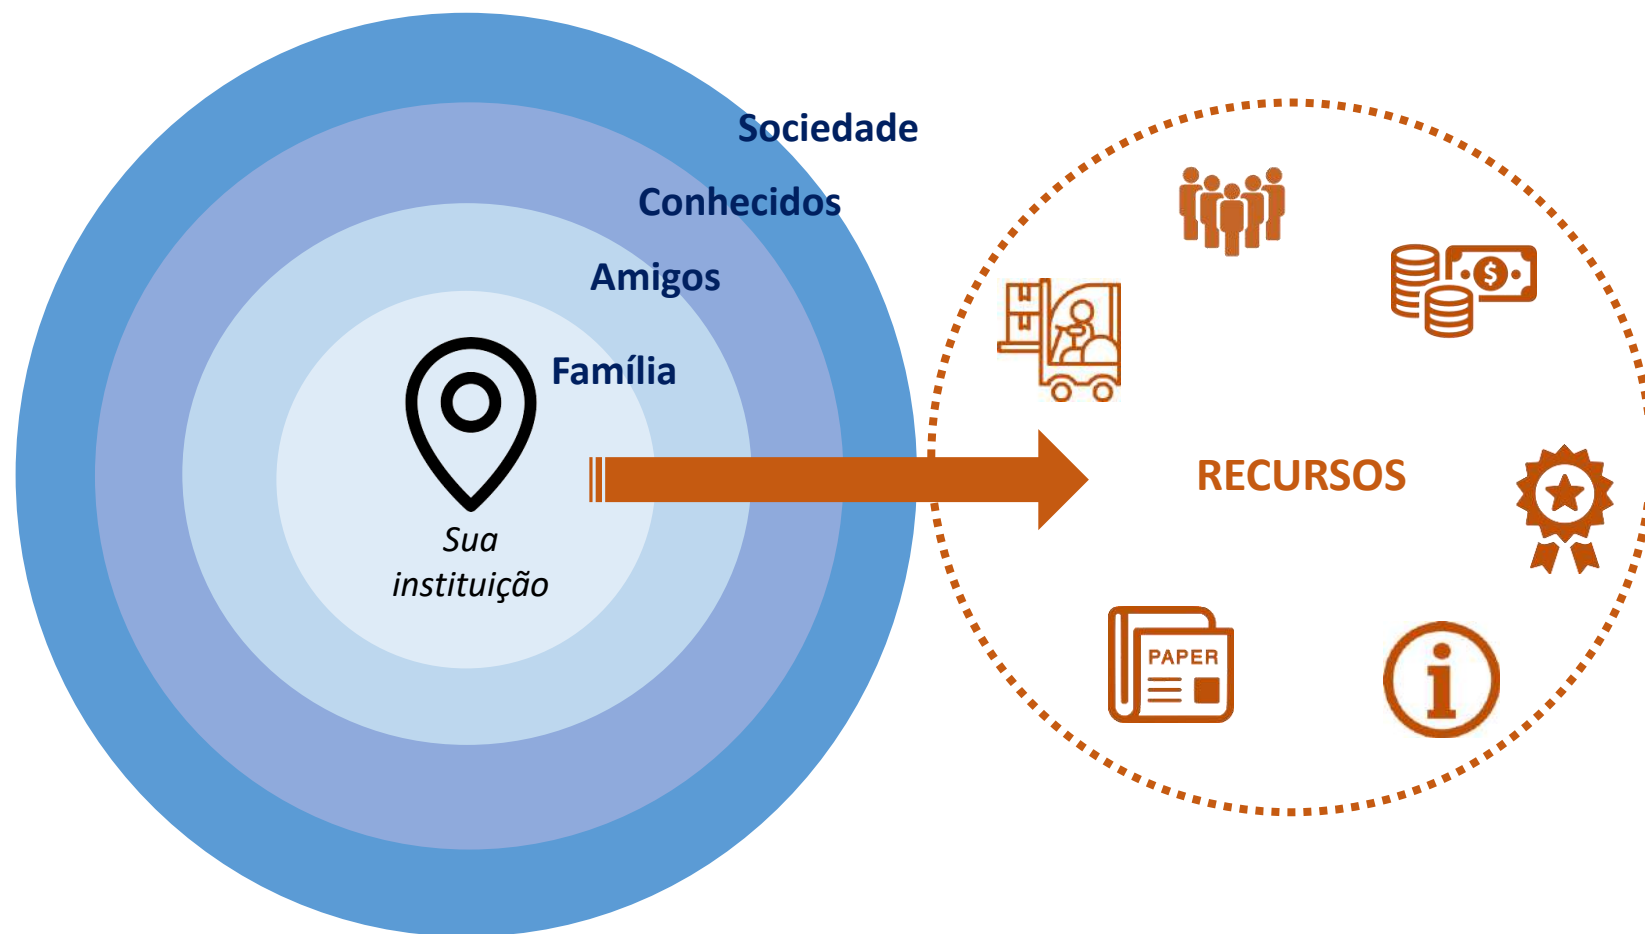 Sociedade
Conhecidos
Amigos
Família
Sua
instituição
RECURSOS
$
PAPER
i